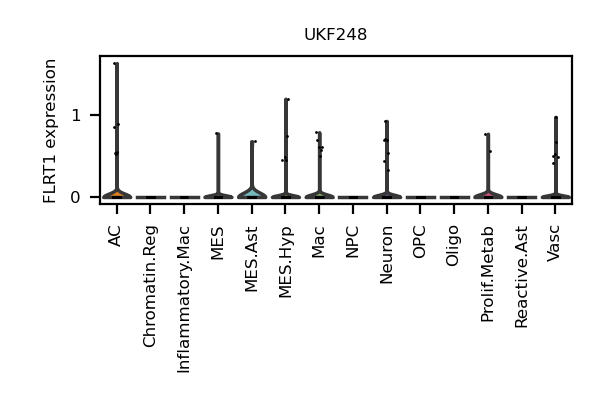 UKF248
FLRT1 expression
1
0
AC
Chromatin.Reg
Inflammatory.Mac
MES
MES.Ast
MES.Hyp
Mac
NPC
Neuron
OPC
Oligo
Prolif.Metab
Reactive.Ast
Vasc